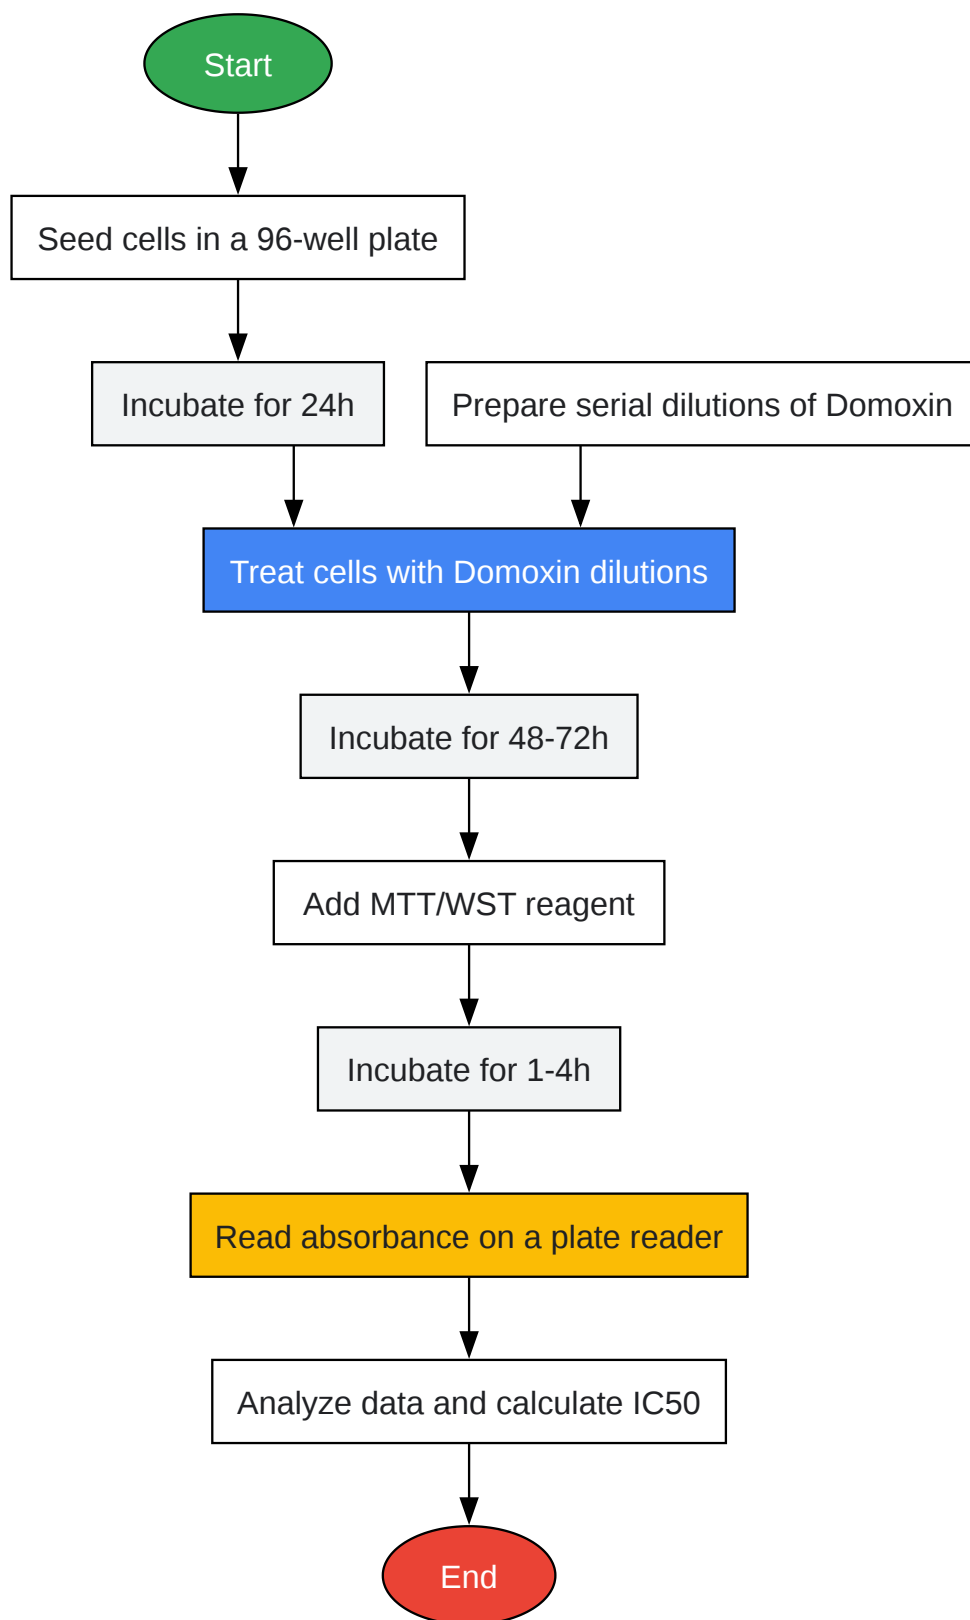 Start
Seed cells in a 96-well plate
Incubate for 24h
Prepare serial dilutions of Domoxin
Treat cells with Domoxin dilutions
Incubate for 48-72h
Add MTT/WST reagent
Incubate for 1-4h
Read absorbance on a plate reader
Analyze data and calculate IC50
End